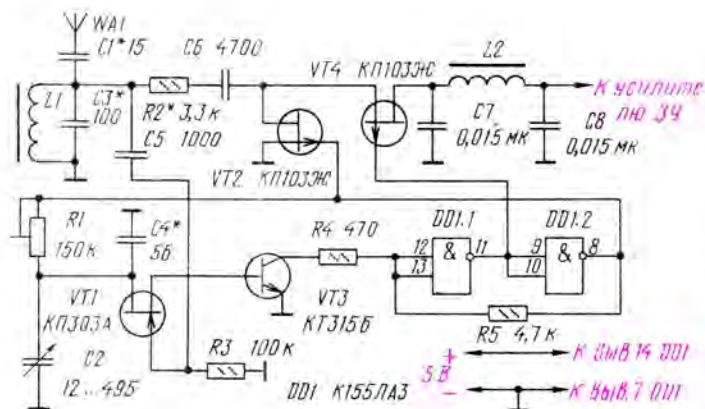 WA1
C1* 15
C6 4700
VT4 КП103Ж
L2
К усилите-
лю ЗЧ
L1
C3*
100
R2* 3,3 к
C5 1000
C7
0,015 мк
C8
0,015 мк
VT2 КП103Ж
R1
150 к
C4*
56
R4 470
DD1.1
DD1.2
12
13
&
11
9
10
&
8
VT1
КП303А
VT3
КТ315Б
R5 4,7 к
C2
12...495
R3 100 к
DD1 К155ЛА3
+
5 В
–
К выв. 14 DD1
К выв. 7 DD1